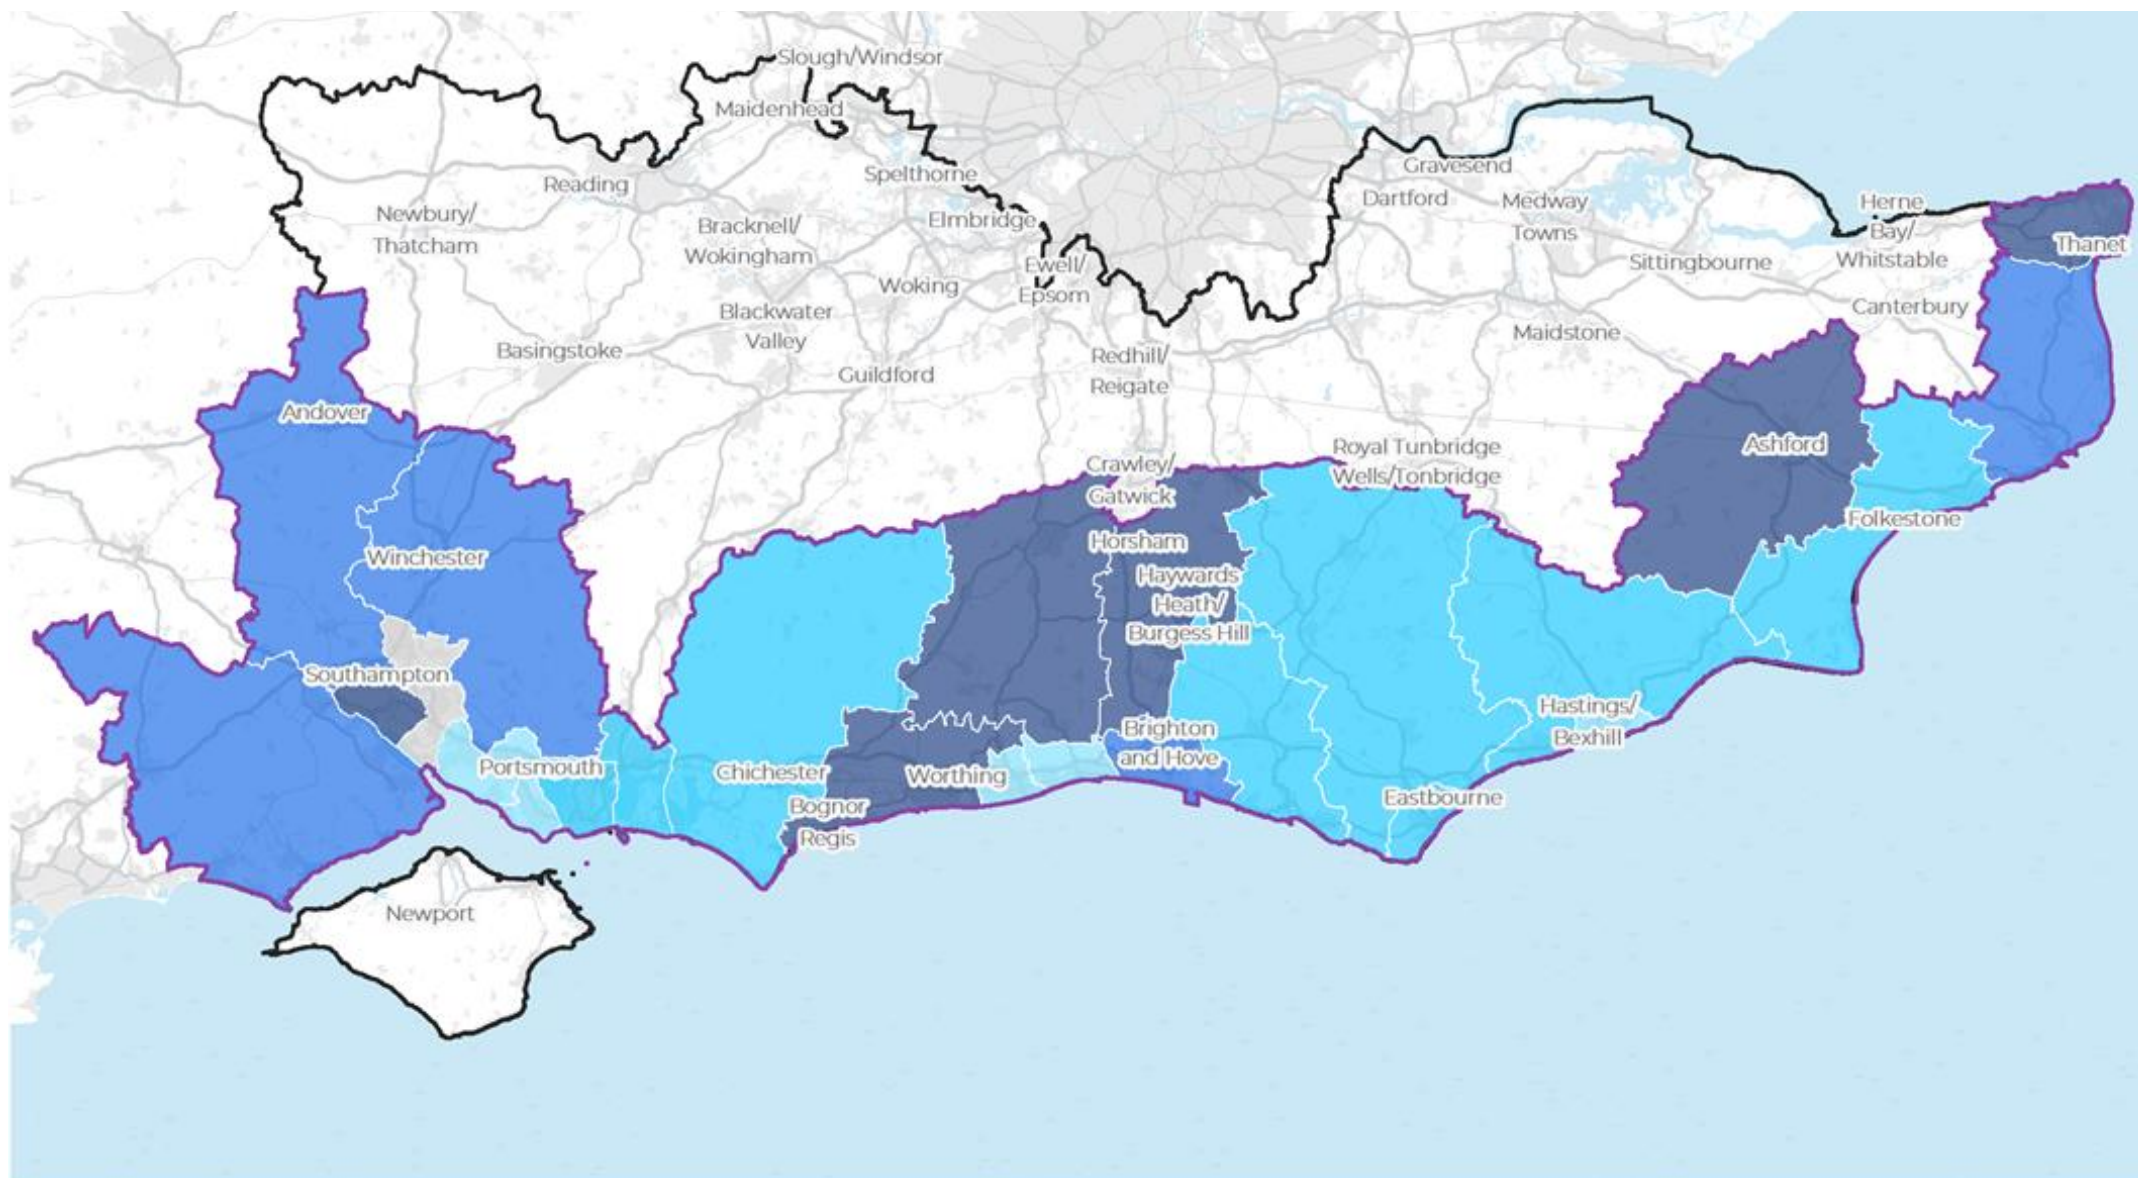 Slough/Windsor
Maidenhead
Spelthorne
Gravesend
Reading
Dartford
Medway
Towns
Herne
Bay/
Whitstable
Newbury/
Thatcham
Bracknell/
Wokingham
Elmbridge
Thanet
Sittingbourne
Ewell/
Epsom
Woking
Canterbury
Blackwater
Valley
Maidstone
Basingstoke
Redhill/
Reigate
Guildford
Andover
Ashford
Royal Tunbridge
Wells/Tonbridge
Crawley/
Gatwick
Folkestone
Horsham
Winchester
Haywards
Heath/
Burgess Hill
Southampton
Hastings/
Bexhill
Brighton
and Hove
Portsmouth
Chichester
Worthing
Eastbourne
Bognor
Regis
Newport